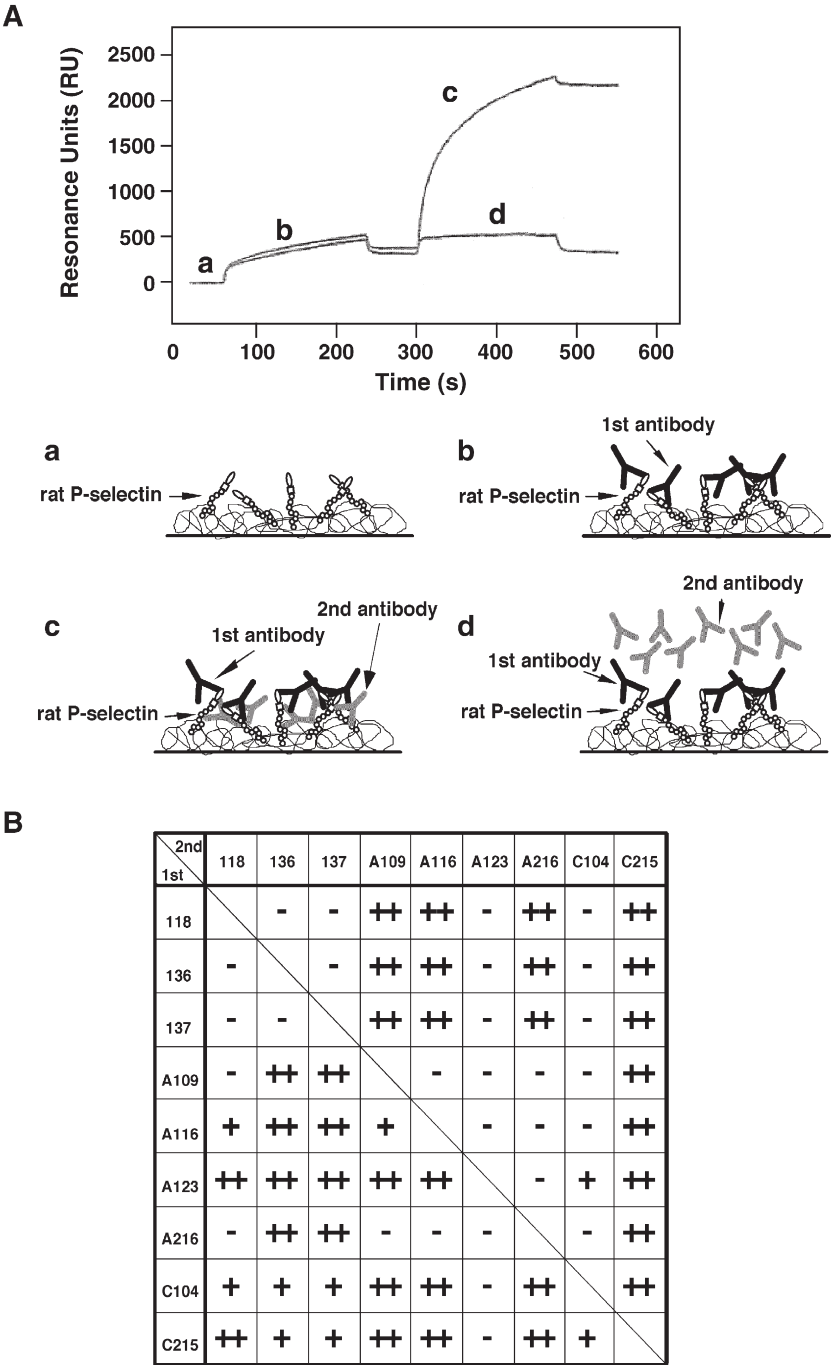 A
Resonance Units (RU)
2500
2000
1500
1000
500
0
a
b
c
d
0 100 200 300 400 500 600
Time (s)
a
rat P-selectin
b
1st antibody
rat P-selectin
c
1st antibody
2nd antibody
rat P-selectin
d
2nd antibody
1st antibody
rat P-selectin
B
2nd
1st
118 136 137 A109 A116 A123 A216 C104 C215
118 - - ++ ++ - ++ - ++
136 - - ++ ++ - ++ - ++
137 - - ++ ++ - ++ - ++
A109 - ++ ++ - - - - ++
A116 + ++ ++ + - - - ++
A123 ++ ++ ++ ++ ++ - + ++
A216 - ++ ++ - - - - ++
C104 + + + ++ ++ - ++ ++
C215 ++ + + ++ ++ - ++ +